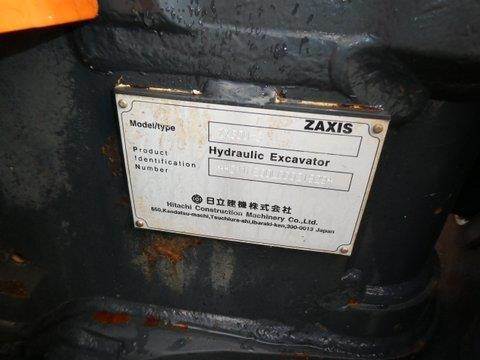 ZAXIS
Model/type
Hydraulic Excavator
Product
Identification
Number
日立建機株式会社
Hitachi Construction Machinery Co.,Ltd.
650,Kandatsu-machi,Tsuchiura-shi,Ibaraki-ken,300-0013 Japan